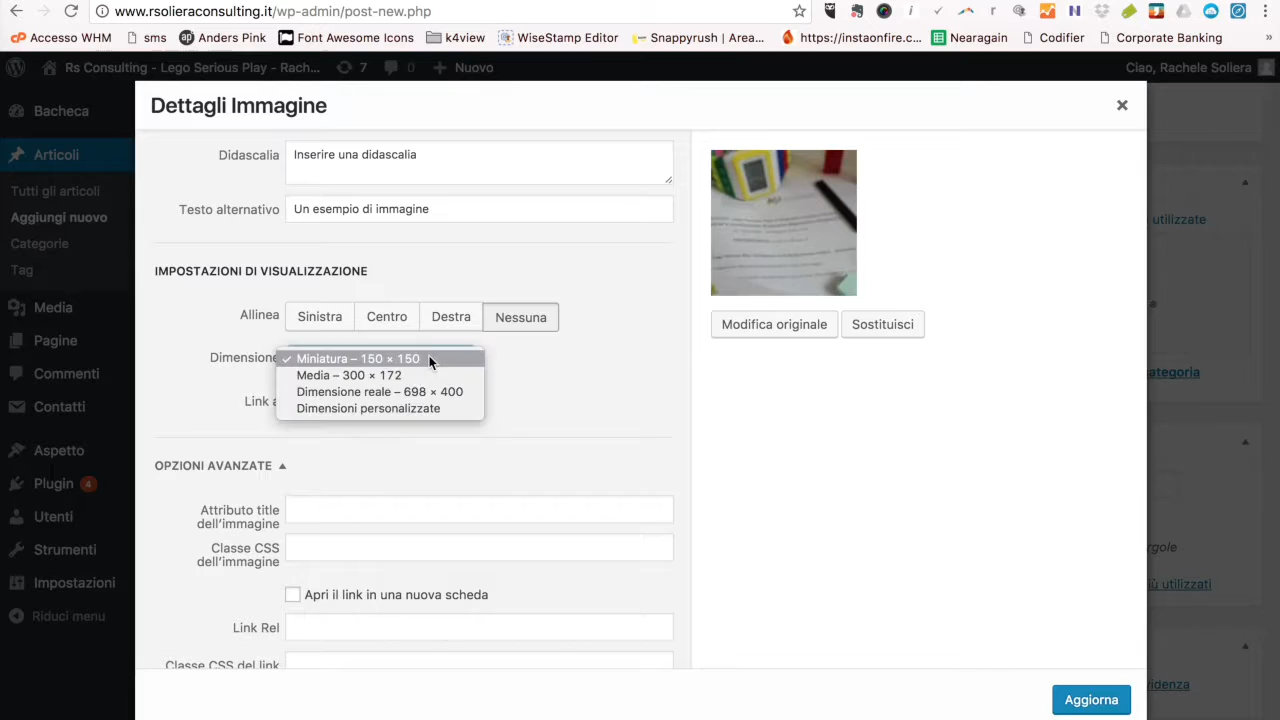 www.rsolieraconsulting.it/wp-admin/post-new.php
Accesso WHM sms Anders Pink Font Awesome Icons k4view WiseStamp Editor Snappyrush | Area... https://instaonfire.c... Nearagain Codifier Corporate Banking »
Rs Consulting - Lego Serious Play - Rach... 7 0 Nuovo Ciao, Rachele Soliera
Bacheca
Articoli
Tutti gli articoli
Aggiungi nuovo
Categorie
Tag
Media
Pagine
Commenti
Contatti
Aspetto
Plugin 4
Utenti
Strumenti
Impostazioni
Riduci menu
Dettagli Immagine
Didascalia Inserire una didascalia
Testo alternativo Un esempio di immagine
IMPOSTAZIONI DI VISUALIZZAZIONE
Allinea Sinistra Centro Destra Nessuna
Dimensione ✓ Miniatura – 150 × 150
Media – 300 × 172
Dimensione reale – 698 × 400
Dimensioni personalizzate
Link a
OPZIONI AVANZATE
Attributo title
dell'immagine
Classe CSS
dell'immagine
Apri il link in una nuova scheda
Link Rel
Classe CSS del link
Modifica originale Sostituisci
Aggiorna
utilizzate
ategoria
rgole
iù utilizzati
videnza